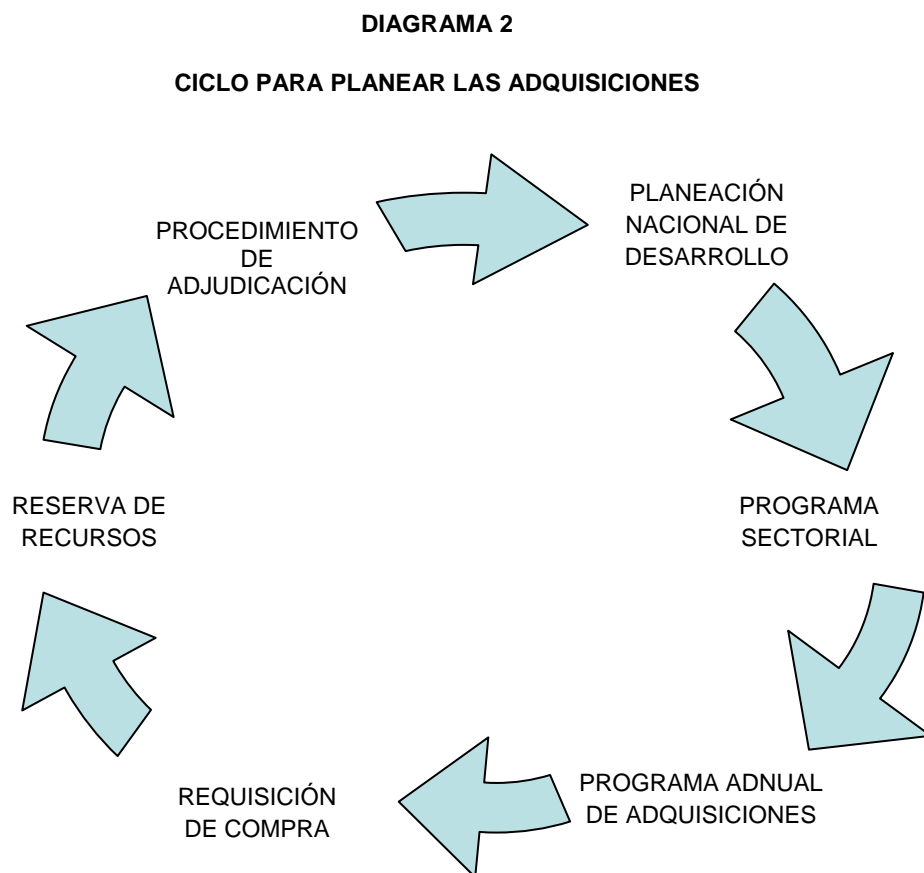 DIAGRAMA 2
CICLO PARA PLANEAR LAS ADQUISICIONES
PLANEACIÓN
NACIONAL DE
DESARROLLO
PROGRAMA
SECTORIAL
PROGRAMA ADNUAL
DE ADQUISICIONES
REQUISICIÓN
DE COMPRA
RESERVA DE
RECURSOS
PROCEDIMIENTO
DE
ADJUDICACIÓN